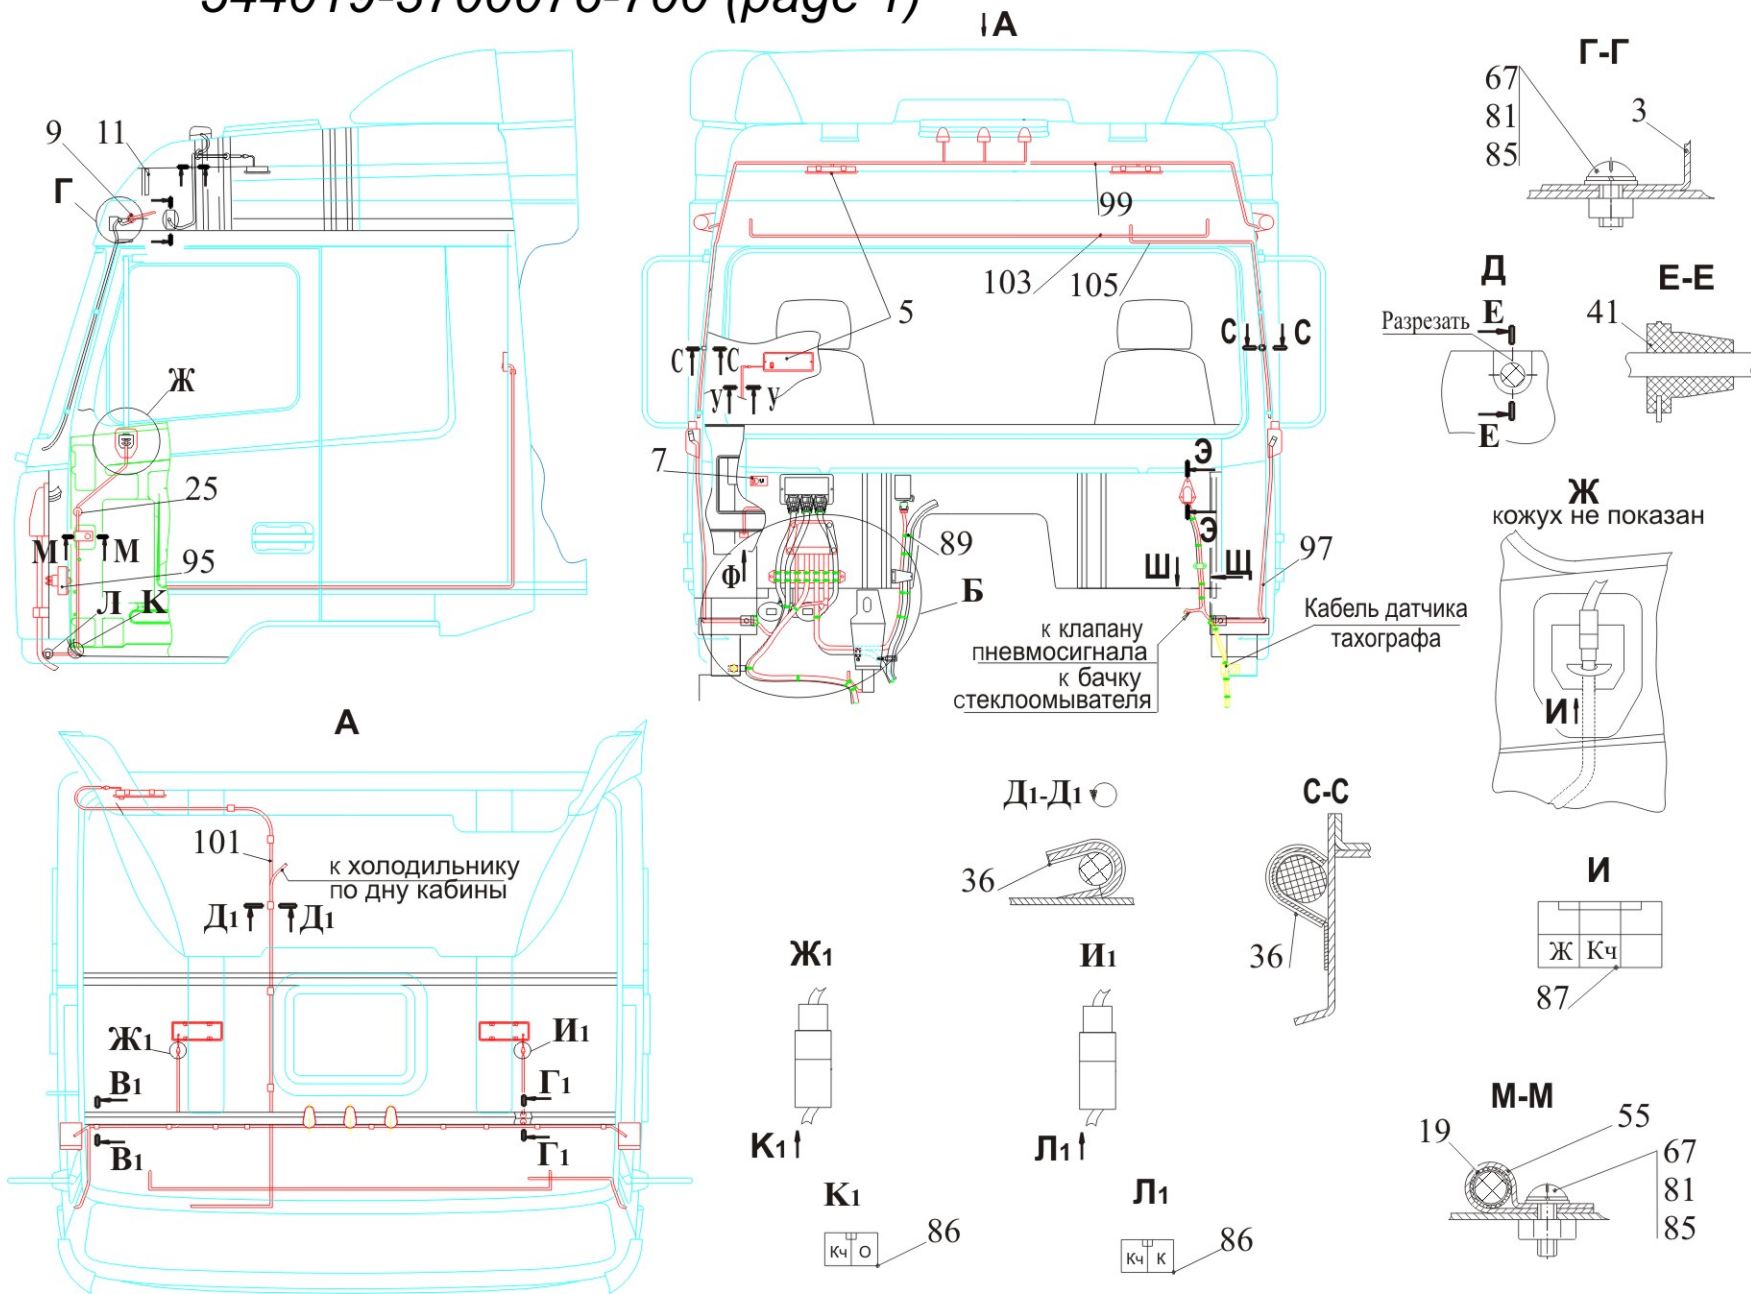 544019-3700076-700 (page 1)
А
9
11
Г
Ж
25
М
М
95
Л
К
99
103
105
5
С
С
С
С
У
У
7
Э
Э
Ф
89
Б
Ш
Щ
97
к клапану
пневмосигнала
к бачку
стеклоомывателя
Кабель датчика
тахографа
Г-Г
67
81
85
3
Д
Разрезать
Е
Е
Е-Е
41
Ж
кожух не показан
И
А
101
к холодильнику
по дну кабины
Д1
Д1
Ж1
И1
В1
В1
Г1
Г1
Д1-Д1
36
С-С
36
И
Ж Кч
87
Ж1
К1
И1
Л1
К1
Кч О
86
Л1
Кч К
86
М-М
19
55
67
81
85